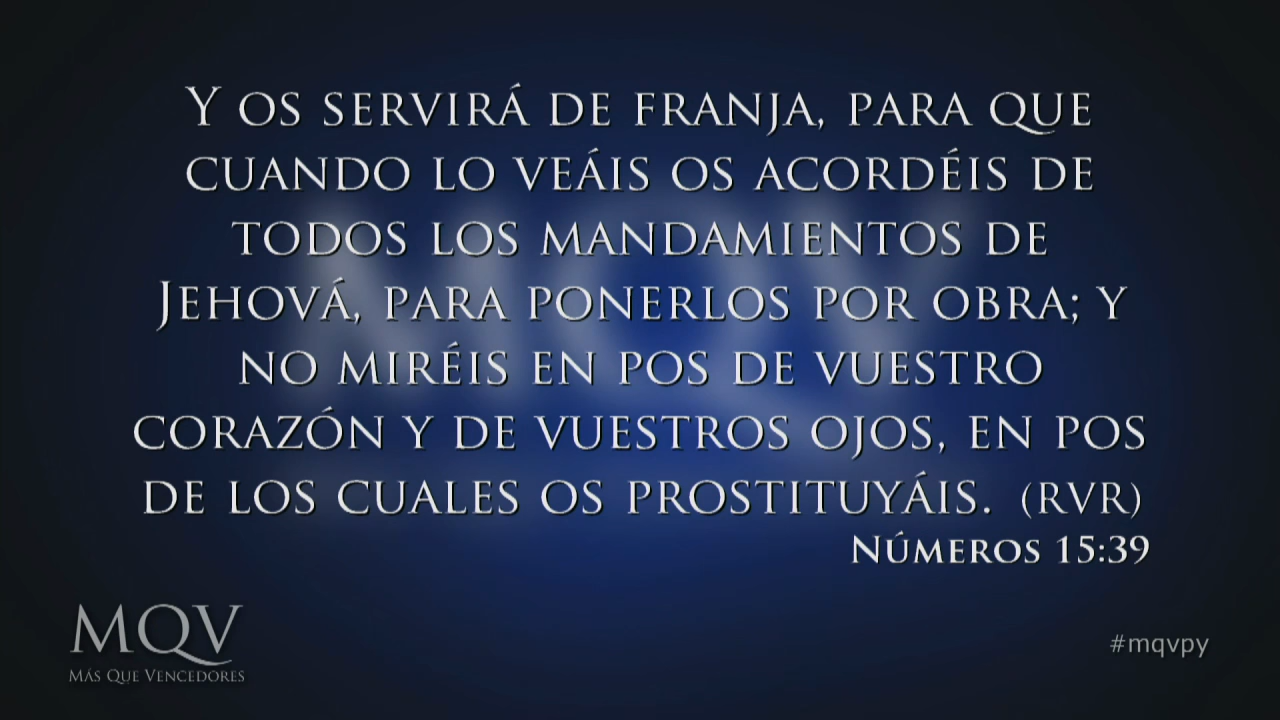 Y os servirá de franja, para que
cuando lo veáis os acordéis de
todos los mandamientos de
Jehová, para ponerlos por obra; y
no miréis en pos de vuestro
corazón y de vuestros ojos, en pos
de los cuales os prostituyáis. (RVR)
Números 15:39
MQV
Más Que Vencedores
#mqvpy